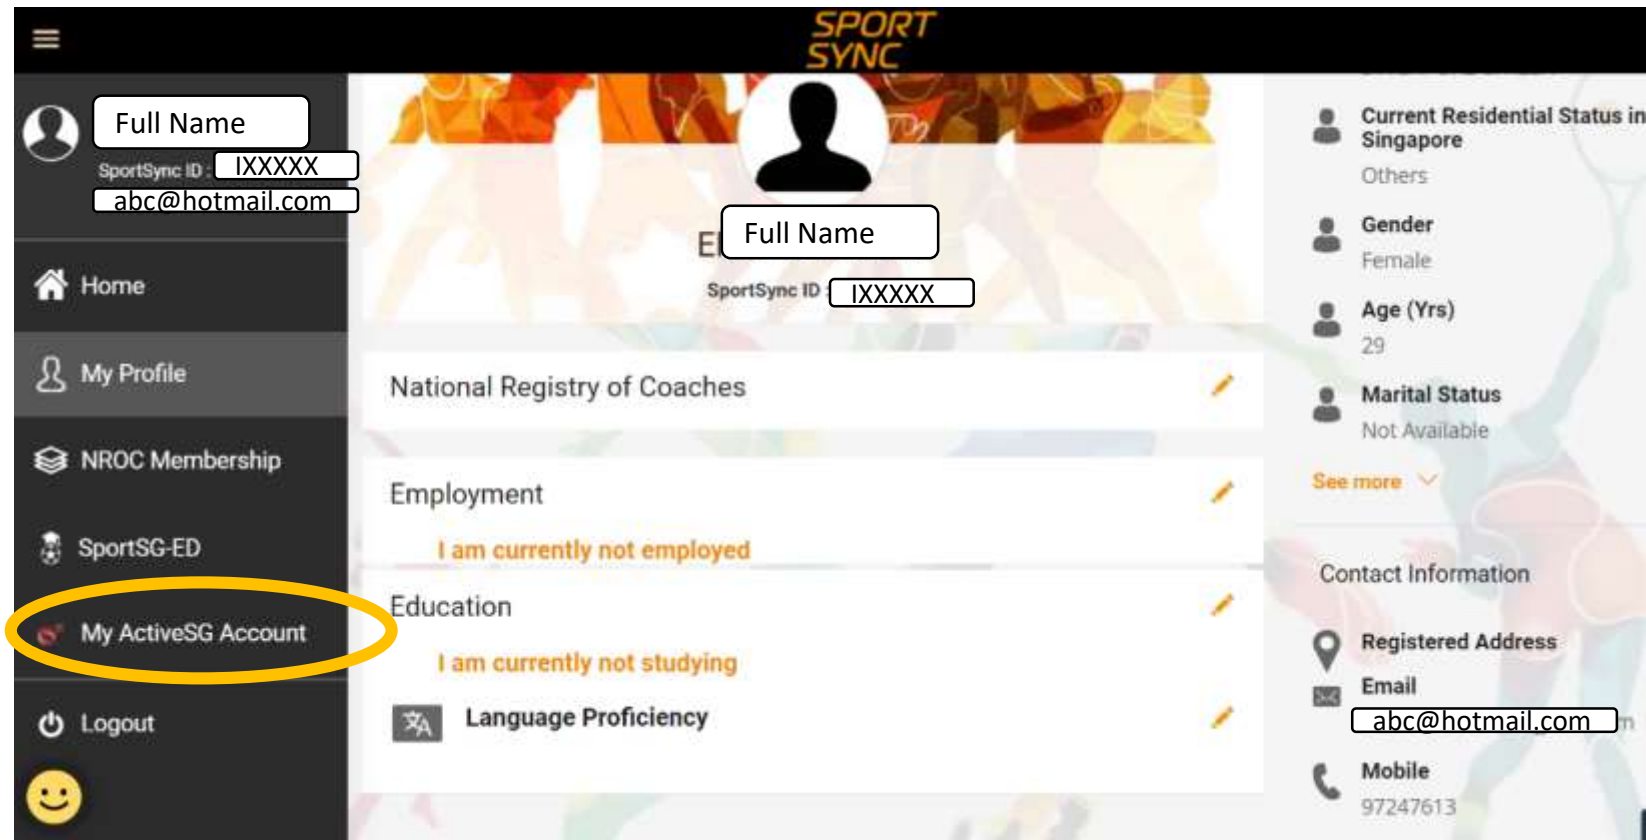 SPORT
SYNC
Full Name
SportSync ID : IXXXXX
abc@hotmail.com
Home
My Profile
NROC Membership
SportSG-ED
My ActiveSG Account
Logout
Full Name
SportSync ID : IXXXXX
National Registry of Coaches
Employment
I am currently not employed
Education
I am currently not studying
Language Proficiency
Current Residential Status in
Singapore
Others
Gender
Female
Age (Yrs)
29
Marital Status
Not Available
See more
Contact Information
Registered Address
Email
abc@hotmail.com
Mobile
97247613